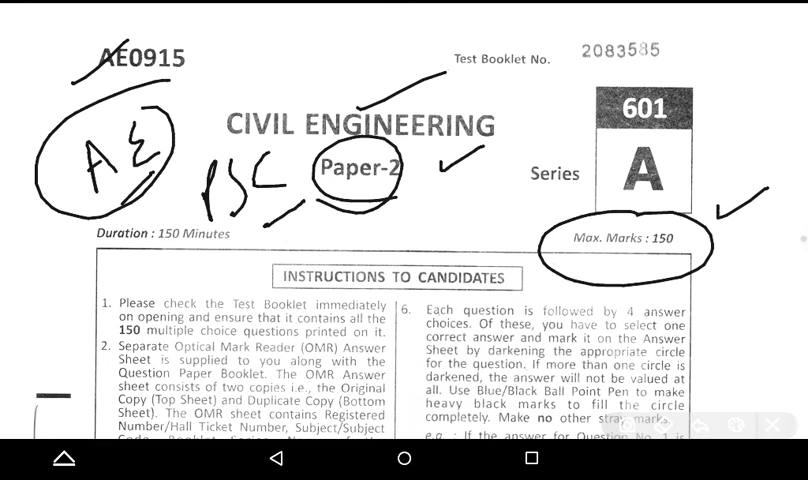 AE0915
Test Booklet No. 2083585
601
CIVIL ENGINEERING
AE
PSC
Paper-2
Series A
Duration : 150 Minutes
Max. Marks : 150
INSTRUCTIONS TO CANDIDATES
1. Please check the Test Booklet immediately
on opening and ensure that it contains all the
150 multiple choice questions printed on it.
2. Separate Optical Mark Reader (OMR) Answer
Sheet is supplied to you along with the
Question Paper Booklet. The OMR Answer
sheet consists of two copies i.e., the Original
Copy (Top Sheet) and Duplicate Copy (Bottom
Sheet). The OMR sheet contains Registered
Number/Hall Ticket Number, Subject/Subject
6. Each question is followed by 4 answer
choices. Of these, you have to select one
correct answer and mark it on the Answer
Sheet by darkening the appropriate circle
for the question. If more than one circle is
darkened, the answer will not be valued at
all. Use Blue/Black Ball Point Pen to make
heavy black marks to fill the circle
completely. Make no other stray marks.
e.g. : If the answer for Question No. 1 is